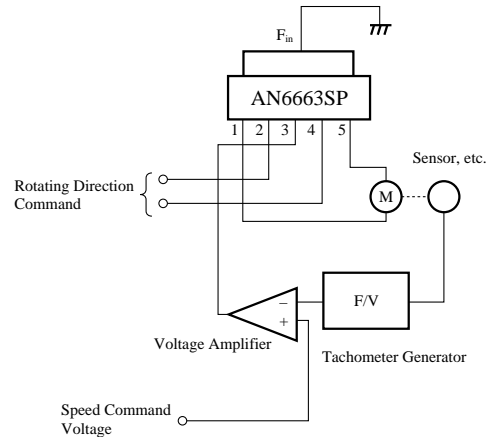 Fin
AN6663SP
1 2 3 4 5
Sensor, etc.
Rotating Direction
Command
M
F/V
−
+
Voltage Amplifier
Tachometer Generator
Speed Command
Voltage